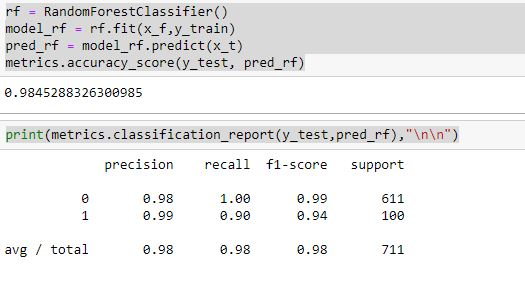 rf = RandomForestClassifier()
model_rf = rf.fit(x_f,y_train)
pred_rf = model_rf.predict(x_t)
metrics.accuracy_score(y_test, pred_rf)
0.9845288326300985
print(metrics.classification_report(y_test,pred_rf),"\n\n")
precision recall f1-score support
0 0.98 1.00 0.99 611
1 0.99 0.90 0.94 100
avg / total 0.98 0.98 0.98 711